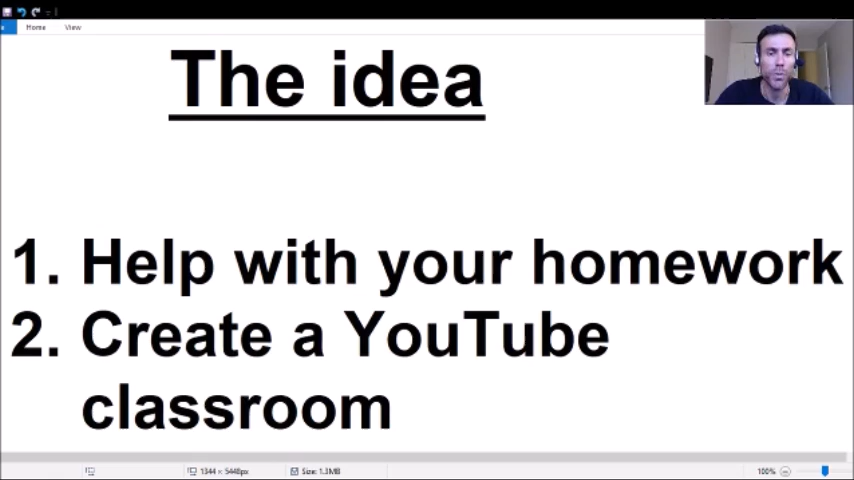 Home View
The idea
1. Help with your homework
2. Create a YouTube
classroom
1344 × 5448px Size: 1.3MB 100%